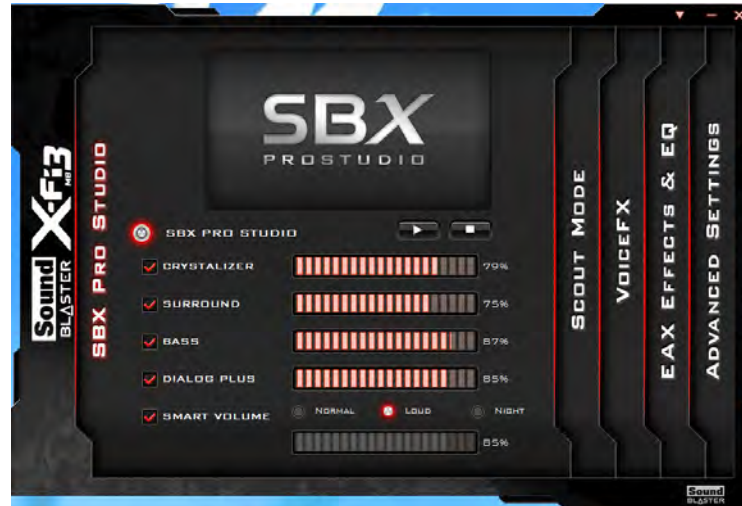 SBX
PROSTUDIO
SBX PRO STUDIO
CRYSTALIZER 79%
SURROUND 75%
BASS 87%
DIALOG PLUS 85%
SMART VOLUME NORMAL LOUD NIGHT
85%
Sound BLASTER X-Fi3 MB
SBX PRO STUDIO
SCOUT MODE
VOICEFX
EAX EFFECTS & EQ
ADVANCED SETTINGS
Sound
BLASTER